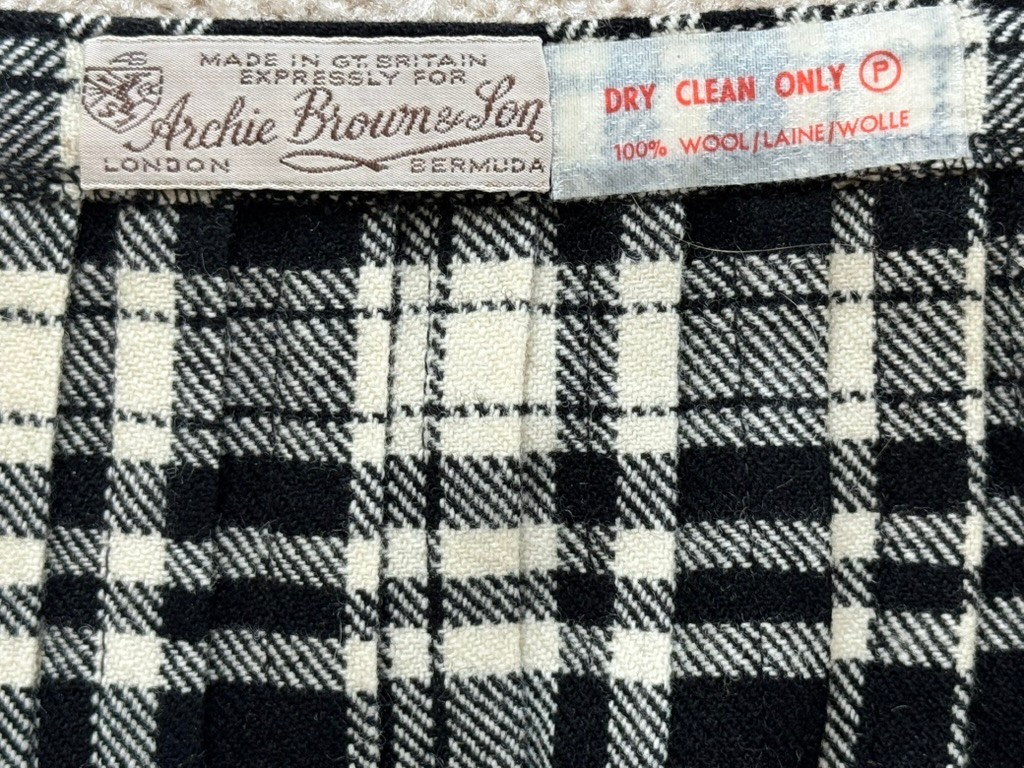 MADE IN GT. BRITAIN
EXPRESSLY FOR
Archie Brown & Son
LONDON BERMUDA
DRY CLEAN ONLY P
100% WOOL/LAINE/WOLLE